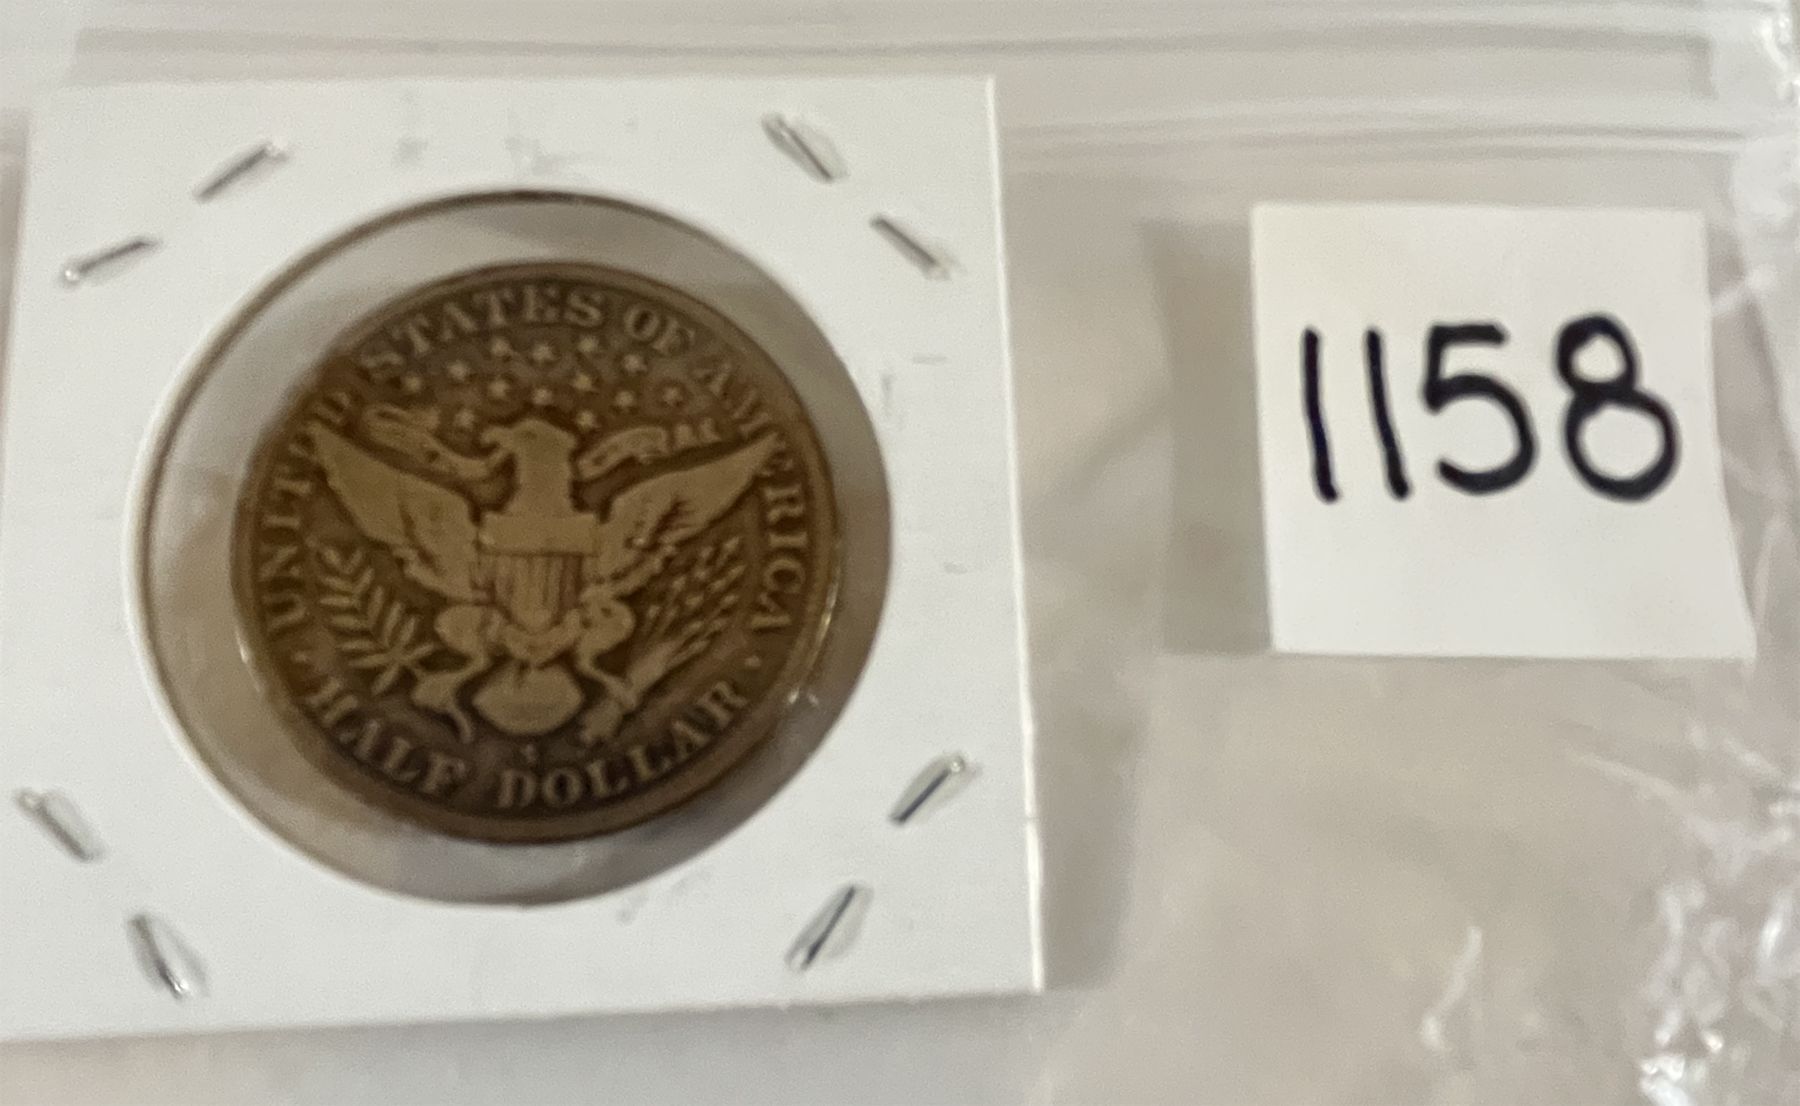 UNITED STATES OF AMERICA
HALF DOLLAR
1158